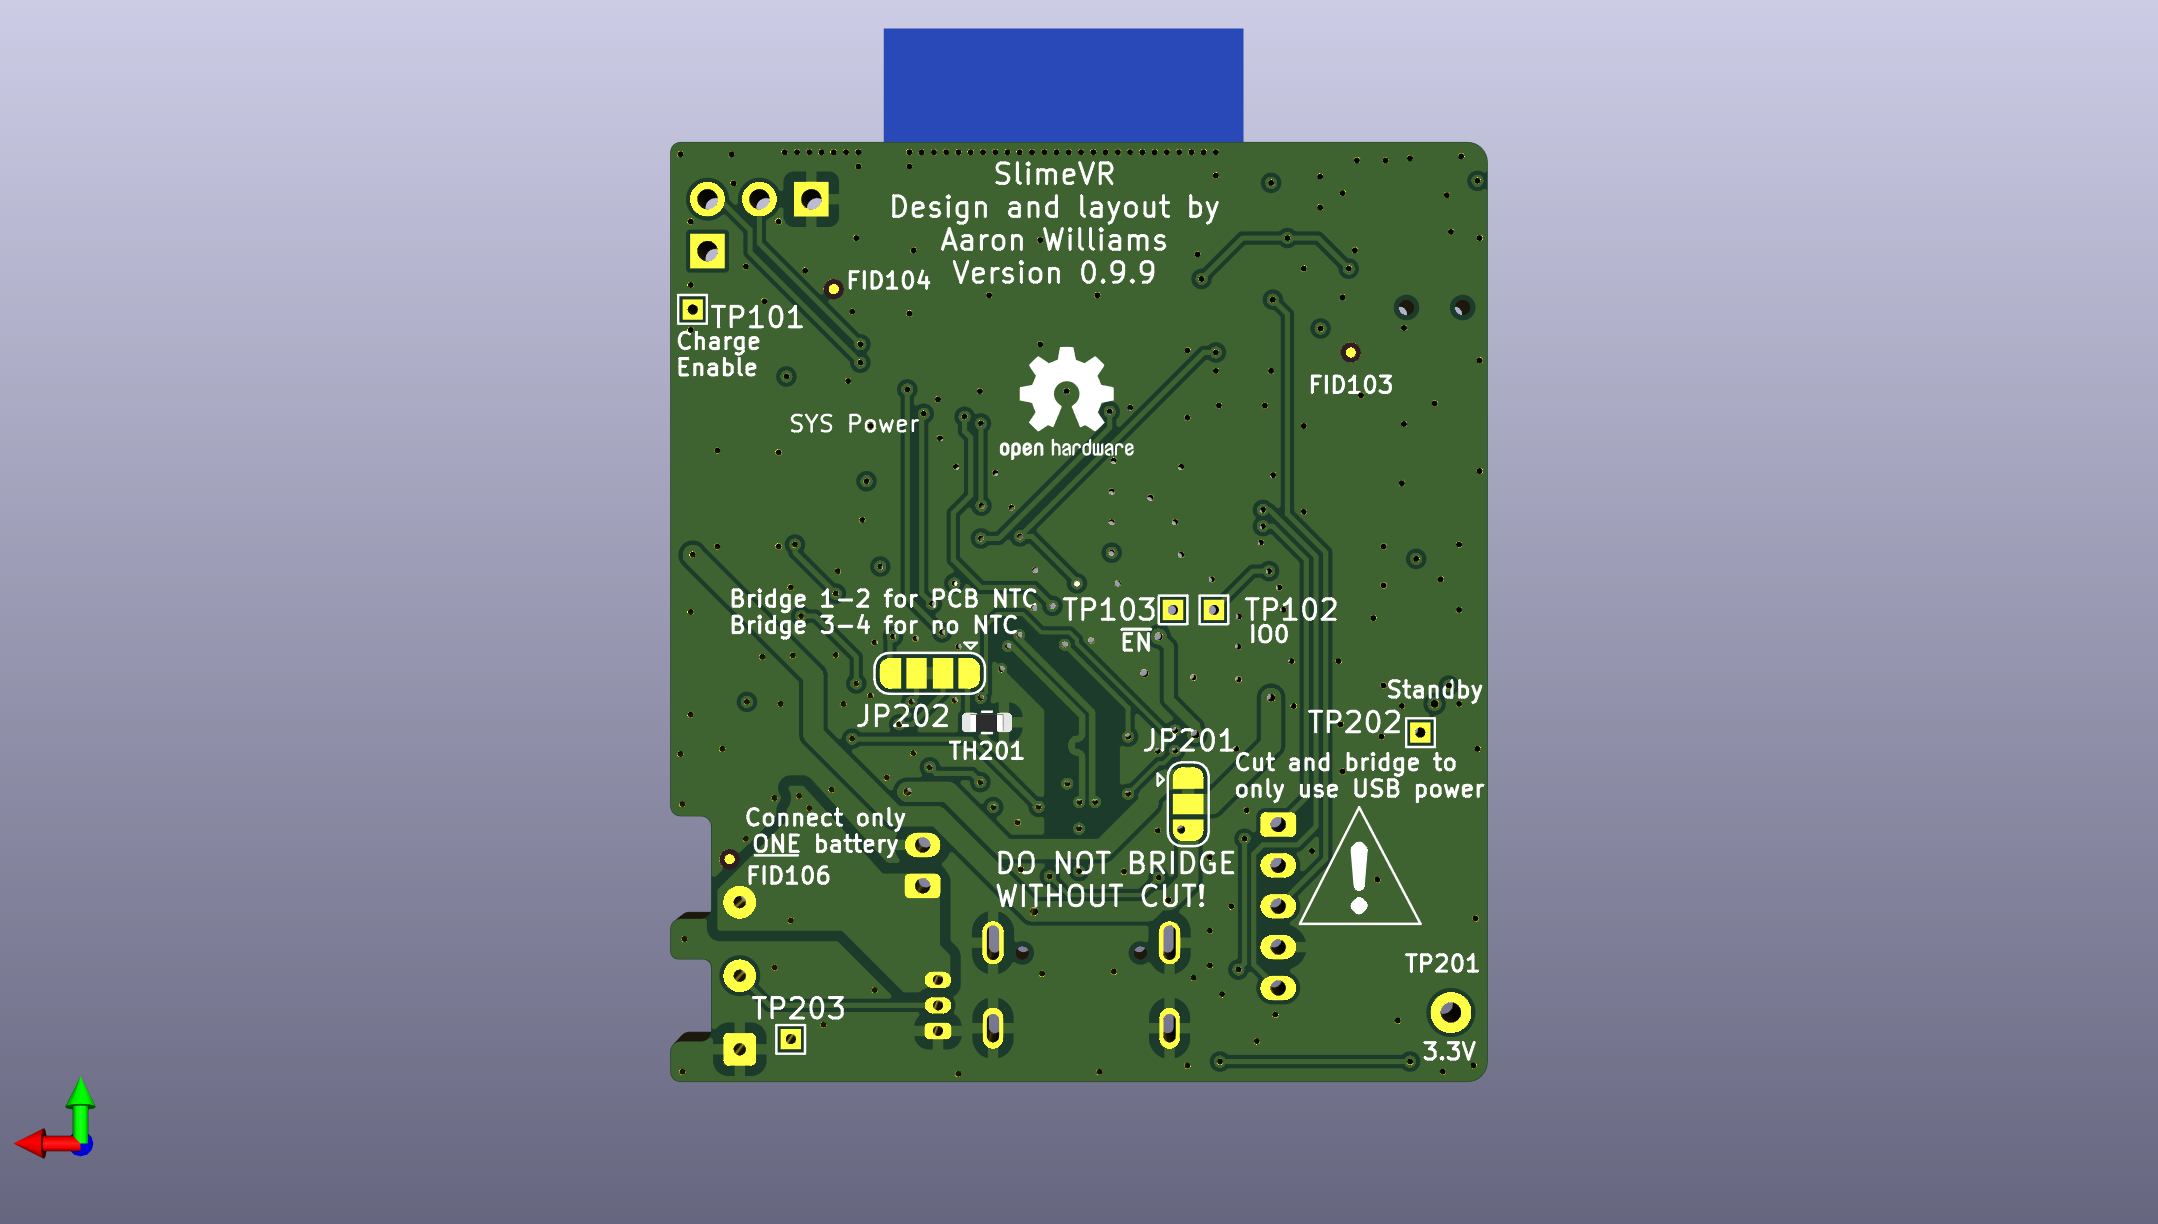 SlimeVR
Design and layout by
Aaron Williams
Version 0.9.9
FID104
TP101
Charge
Enable
FID103
SYS Power
open hardware
Bridge 1-2 for PCB NTC
Bridge 3-4 for no NTC
TP103
TP102
EN
IO0
Standby
JP202
TP202
TH201
JP201
Cut and bridge to
only use USB power
Connect only
ONE battery
FID106
DO NOT BRIDGE
WITHOUT CUT!
TP201
TP203
3.3V